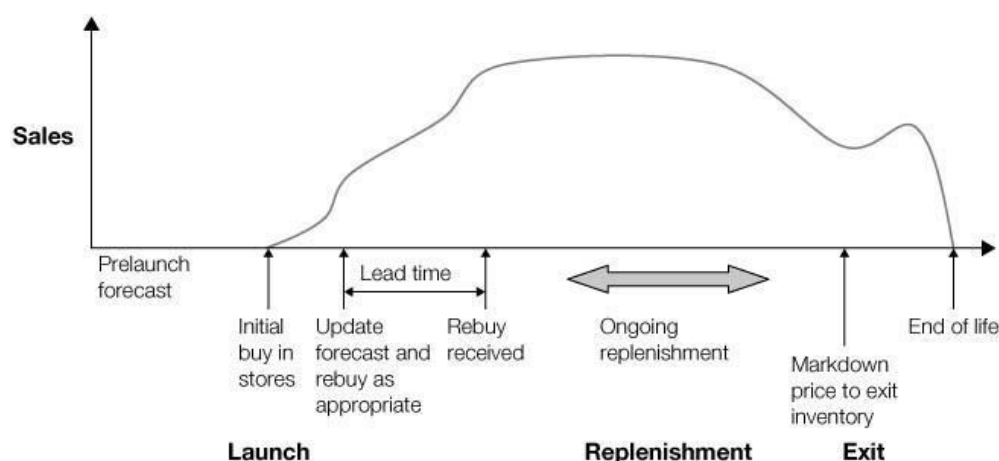 Sales
Prelaunch
forecast
Lead time
Initial
buy in
stores
Update
forecast and
rebuy as
appropriate
Rebuy
received
Ongoing
replenishment
Markdown
price to exit
inventory
End of life
Launch
Replenishment
Exit